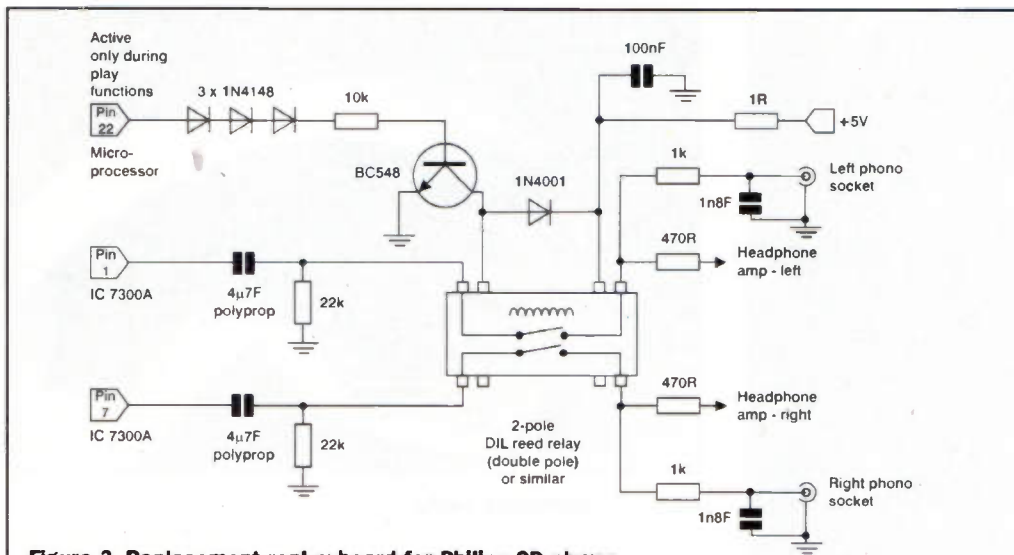 Active
only during
play
functions
Pin
22
Micro-
processor
3 x 1N4148
10k
BC548
1N4001
100nF
1R
+5V
1k
Left phono
socket
1n8F
470R
Headphone
amp - left
Pin
1
IC 7300A
4µ7F
polyprop
22k
Pin
7
IC 7300A
4µ7F
polyprop
22k
2-pole
DIL reed relay
(double pole)
or similar
470R
Headphone
amp - right
1k
Right phono
socket
1n8F